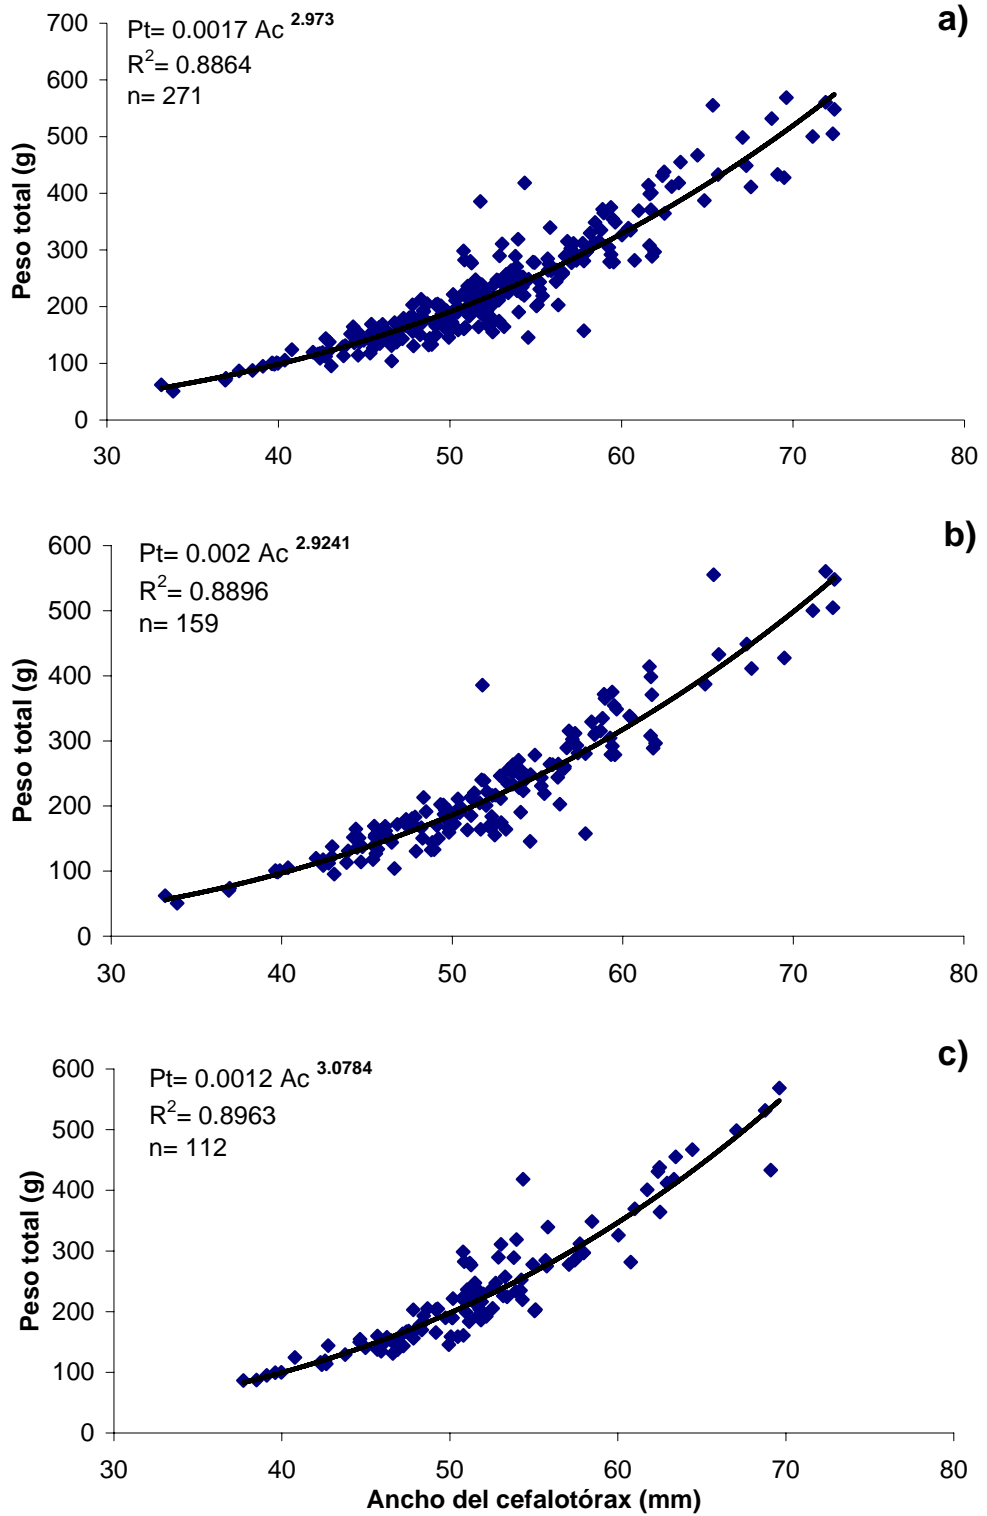 a)
Pt= 0.0017 Ac 2.973
R2= 0.8864
n= 271
Peso total (g)
700
600
500
400
300
200
100
0
30 40 50 60 70 80
b)
Pt= 0.002 Ac 2.9241
R2= 0.8896
n= 159
Peso total (g)
600
500
400
300
200
100
0
30 40 50 60 70 80
c)
Pt= 0.0012 Ac 3.0784
R2= 0.8963
n= 112
Peso total (g)
600
500
400
300
200
100
0
30 40 50 60 70 80
Ancho del cefalotórax (mm)